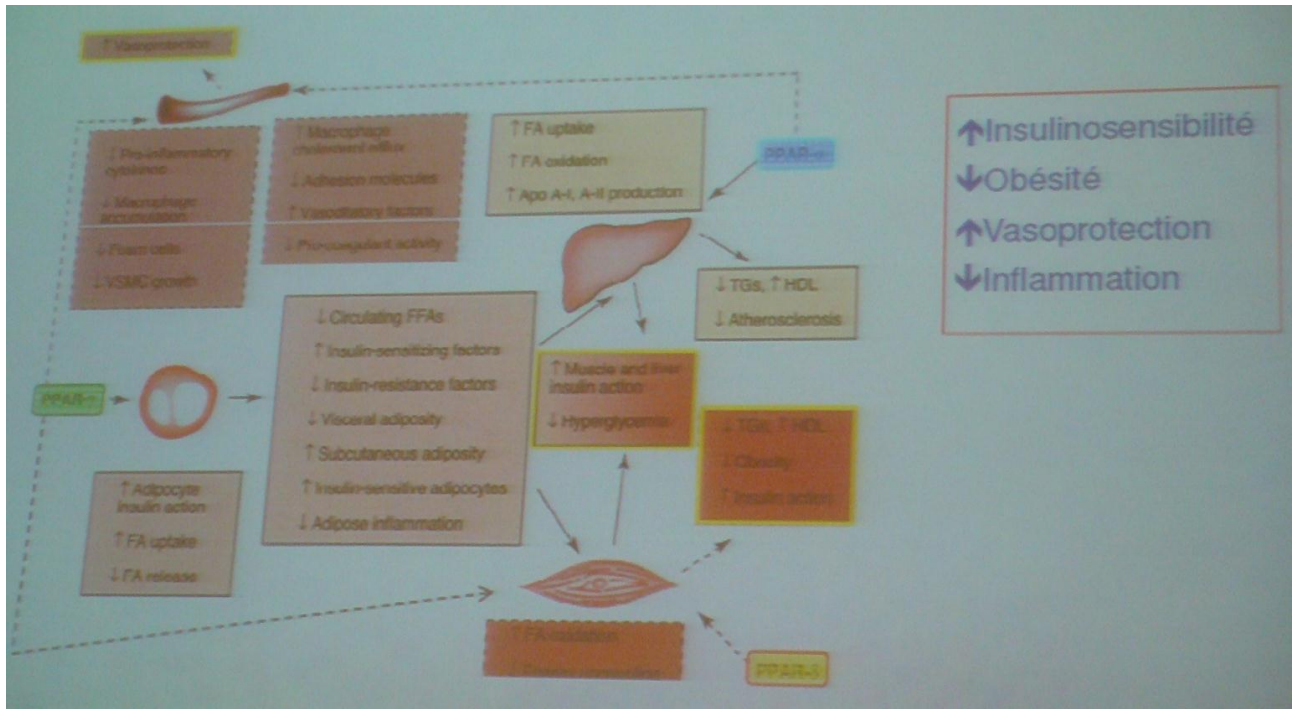 ↑ Vasoprotection
↓ Pro-inflammatory
cytokines
↓ Macrophage
accumulation
↓ Foam cells
↓ VSMC growth
↑ Macrophage
cholesterol efflux
↓ Adhesion molecules
↑ Vasodilatory factors
↓ Pro-coagulant activity
↑ FA uptake
↑ FA oxidation
↑ Apo A-I, A-II production
PPAR-α
↑Insulinosensibilité
↓Obésité
↑Vasoprotection
↓Inflammation
↓ TGs, ↑ HDL
↓ Atherosclerosis
↓ Circulating FFAs
↑ Insulin-sensitizing factors
↓ Insulin-resistance factors
↓ Visceral adiposity
↑ Subcutaneous adiposity
↑ Insulin-sensitive adipocytes
↓ Adipose inflammation
↑ Muscle and liver
insulin action
↓ Hyperglycemia
PPAR-γ
↓ TGs, ↑ HDL
↓ Obesity
↑ Insulin action
↑ Adipocyte
insulin action
↑ FA uptake
↓ FA release
↑ FA oxidation
PPAR-δ